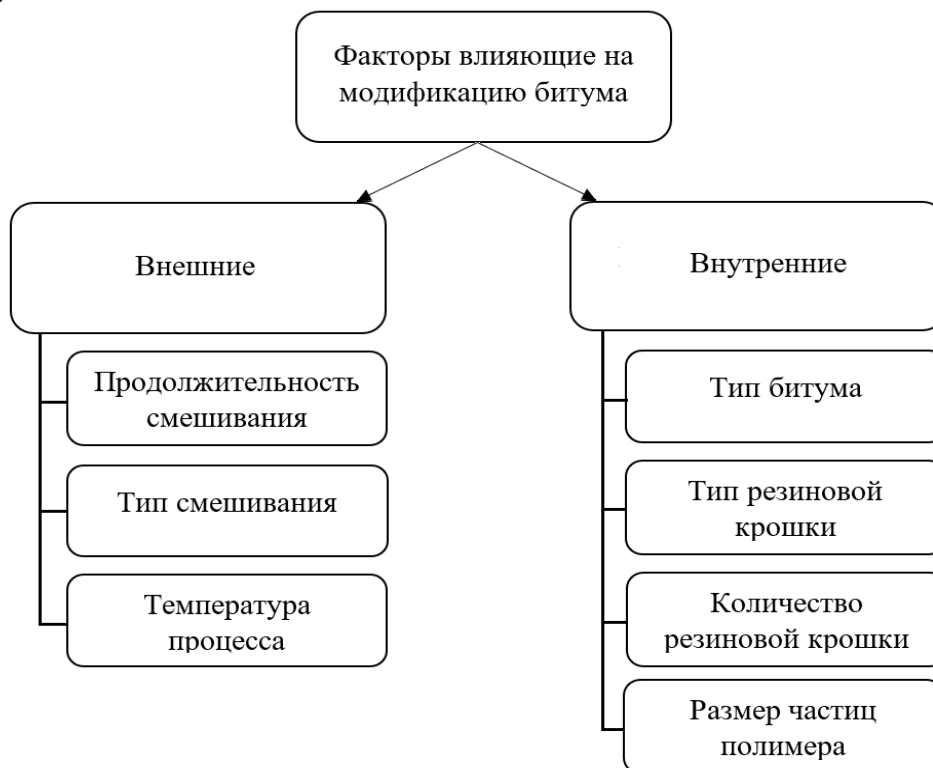 Факторы влияющие на
модификацию битума
Внешние
Продолжительность
смешивания
Тип смешивания
Температура
процесса
Внутренние
Тип битума
Тип резиновой
крошки
Количество
резиновой крошки
Размер частиц
полимера